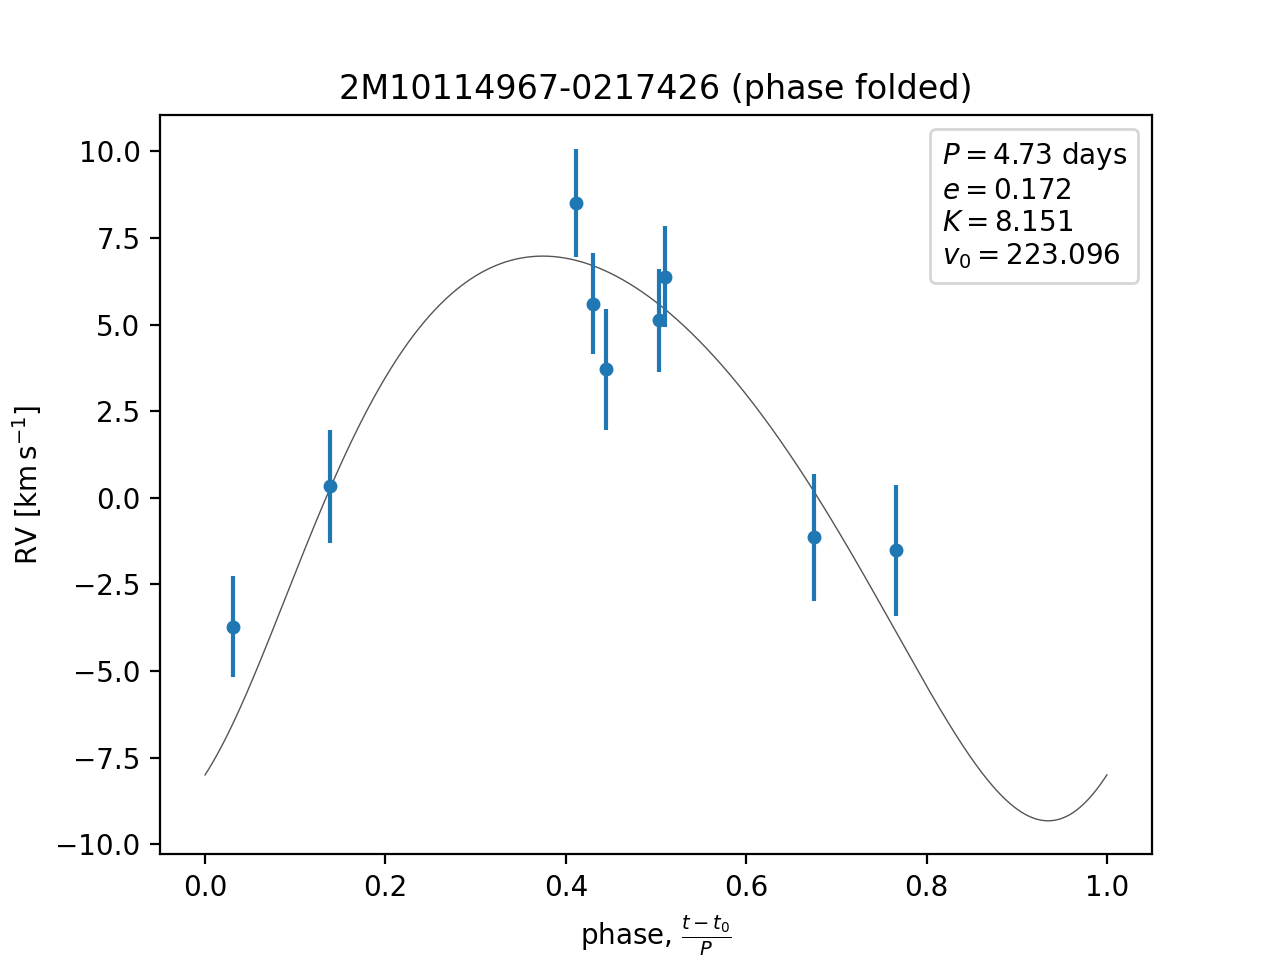 2M10114967-0217426 (phase folded)
P = 4.73 days
e = 0.172
K = 8.151
v₀ = 223.096
RV [km s⁻¹]
10.0
7.5
5.0
2.5
0.0
−2.5
−5.0
−7.5
−10.0
0.0 0.2 0.4 0.6 0.8 1.0
phase, (t − t₀)/P